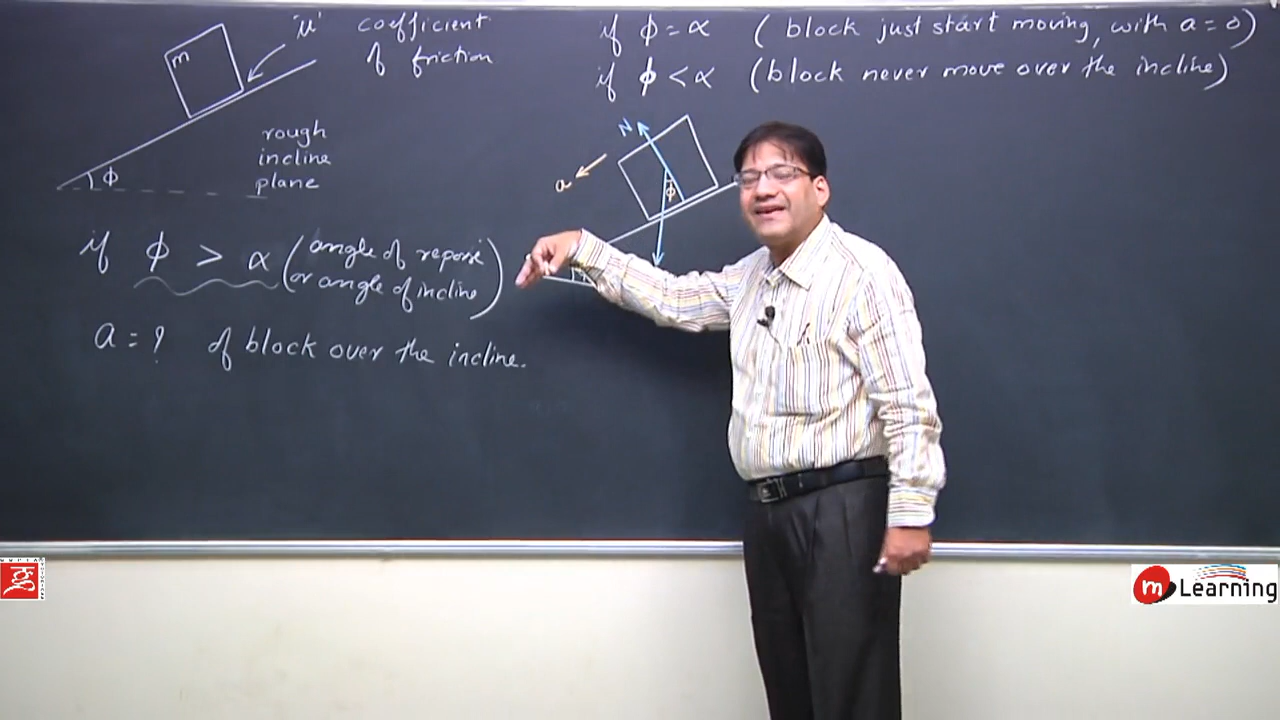 'μ' coefficient
of friction
m
rough
incline
plane
ϕ
if ϕ > α (angle of repose
or angle of incline)
a = ? of block over the incline.
if ϕ = α (block just start moving, with a = 0)
if ϕ < α (block never move over the incline)
N
a
ϕ
m Learning